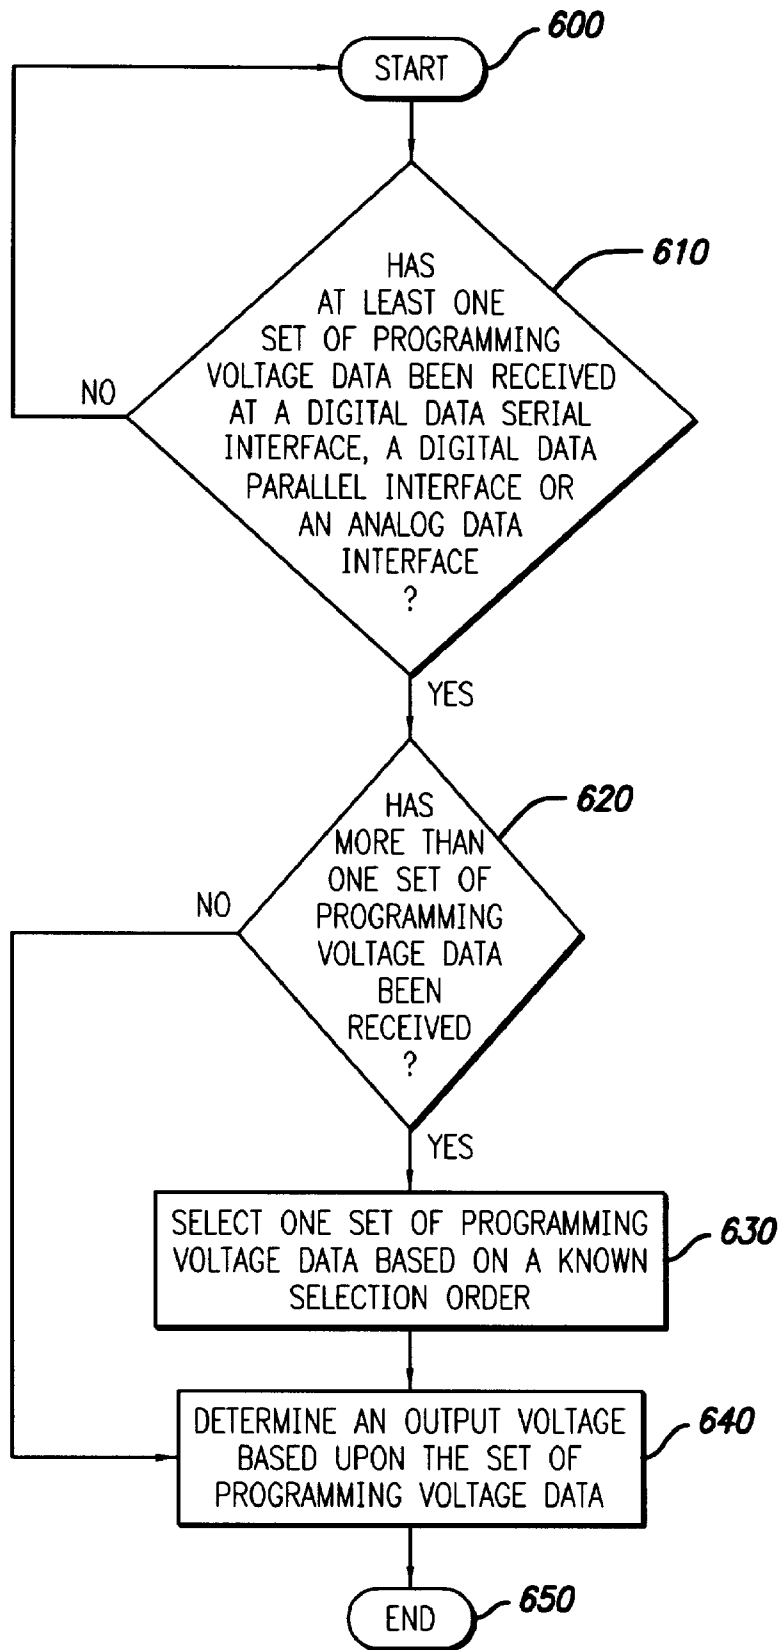 600
START
610
HAS
AT LEAST ONE
SET OF PROGRAMMING
VOLTAGE DATA BEEN RECEIVED
AT A DIGITAL DATA SERIAL
INTERFACE, A DIGITAL DATA
PARALLEL INTERFACE OR
AN ANALOG DATA
INTERFACE
?
NO
YES
620
HAS
MORE THAN
ONE SET OF
PROGRAMMING
VOLTAGE DATA
BEEN
RECEIVED
?
NO
YES
SELECT ONE SET OF PROGRAMMING
VOLTAGE DATA BASED ON A KNOWN
SELECTION ORDER
630
DETERMINE AN OUTPUT VOLTAGE
BASED UPON THE SET OF
PROGRAMMING VOLTAGE DATA
640
END
650